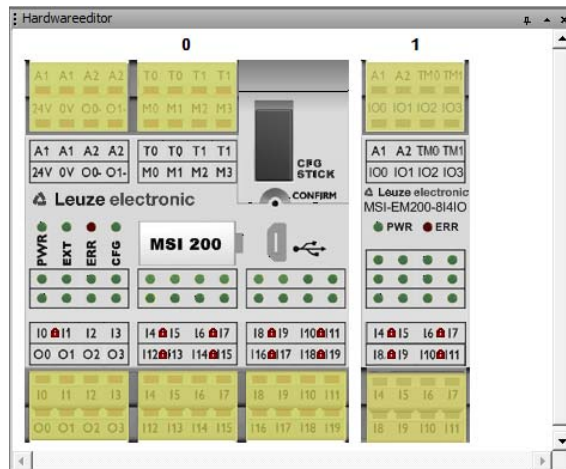 Hardwareeditor
0 1
A1 A1 A2 A2 T0 T0 T1 T1 A1 A2 TM0 TM1
24V 0V O0- O1- M0 M1 M2 M3 IO0 IO1 IO2 IO3
A1 A1 A2 A2 T0 T0 T1 T1 A1 A2 TM0 TM1
24V 0V O0- O1- M0 M1 M2 M3 IO0 IO1 IO2 IO3
CFG
STICK
CONFIRM
Leuze electronic
Leuze electronic
MSI-EM200-8I4IO
PWR EXT ERR CFG
MSI 200
PWR ERR
I0 I1 I2 I3 I4 I5 I6 I7 I8 I9 I10 I11 I4 I5 I6 I7
O0 O1 O2 O3 I12 I13 I14 I15 I16 I17 I18 I19 I8 I9 I10 I11
I0 I1 I2 I3 I4 I5 I6 I7 I8 I9 I10 I11 I4 I5 I6 I7
O0 O1 O2 O3 I12 I13 I14 I15 I16 I17 I18 I19 I8 I9 I10 I11